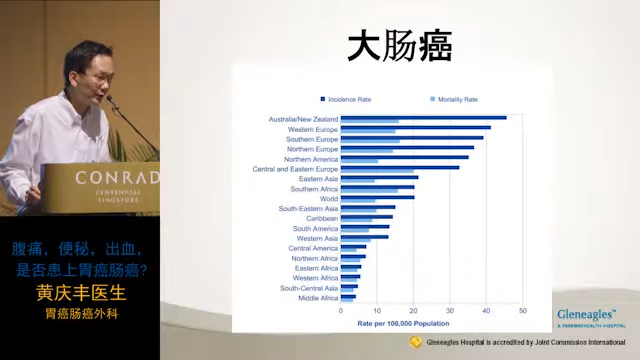 大肠癌
Incidence Rate
Mortality Rate
Australia/New Zealand
Western Europe
Southern Europe
Northern Europe
Northern America
Central and Eastern Europe
Eastern Asia
Southern Africa
World
South-Eastern Asia
Caribbean
South America
Western Asia
Central America
Northern Africa
Eastern Africa
Western Africa
South-Central Asia
Middle Africa
0 10 20 30 40 50
Rate per 100,000 Population
CONRAD
CENTENNIAL
SINGAPORE
腹痛，便秘，出血，
是否患上胃癌肠癌?
黄庆丰医生
胃癌肠癌外科
Gleneagles™
A PARKWAYHEALTH HOSPITAL
Gleneagles Hospital is accredited by Joint Commission International